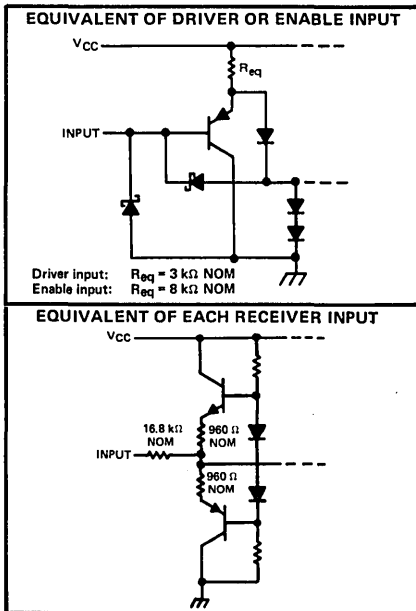 EQUIVALENT OF DRIVER OR ENABLE INPUT
VCC
Req
INPUT
Driver input: Req = 3 kΩ NOM
Enable input: Req = 8 kΩ NOM
EQUIVALENT OF EACH RECEIVER INPUT
VCC
16.8 kΩ
NOM
960 Ω
NOM
INPUT
960 Ω
NOM